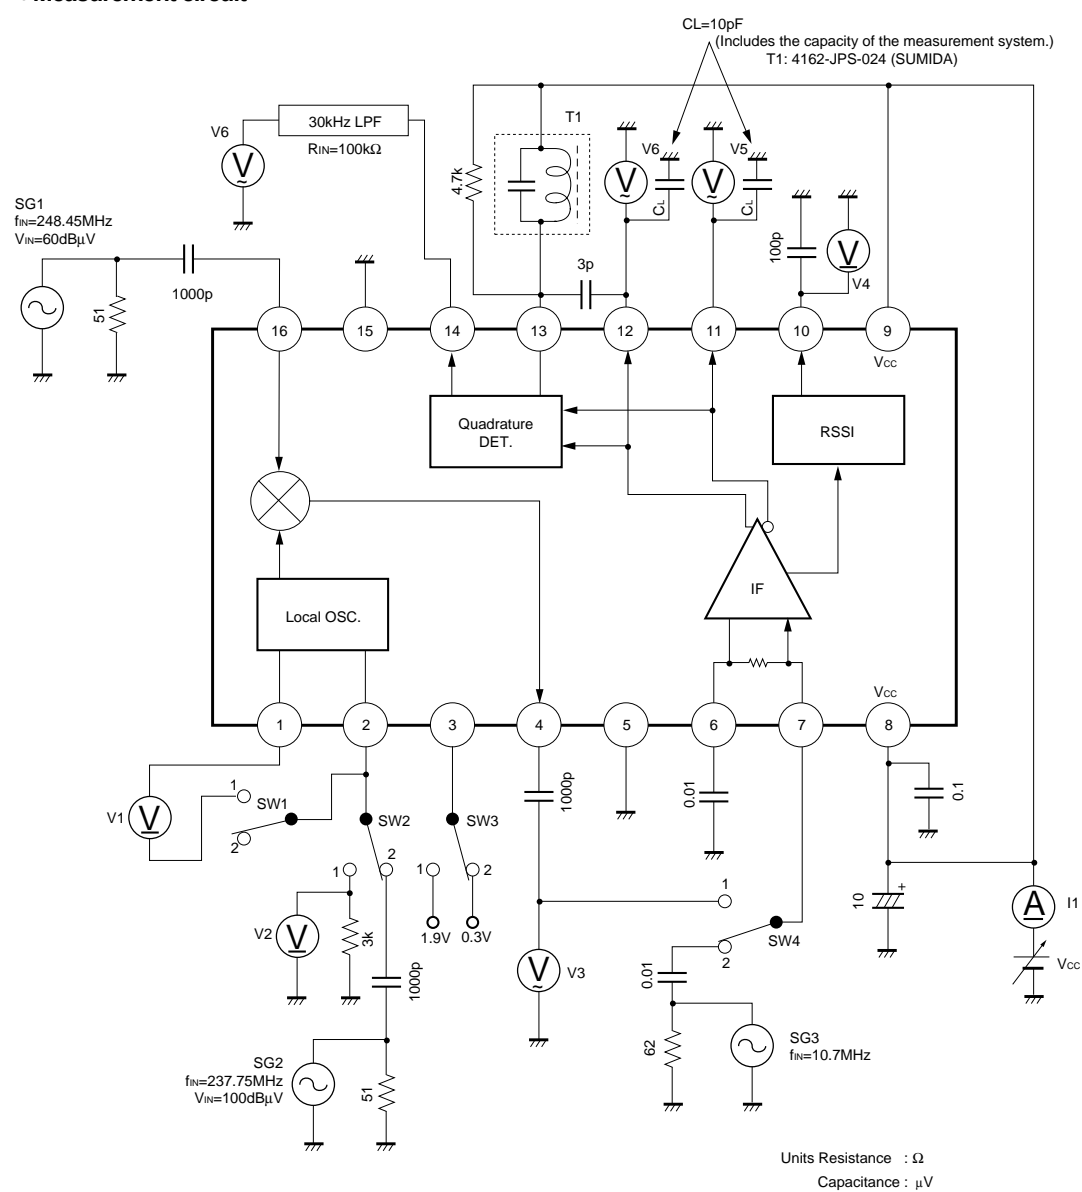 CL=10pF
(Includes the capacity of the measurement system.)
T1: 4162-JPS-024 (SUMIDA)
V6
30kHz LPF
RIN=100kΩ
T1
4.7k
V
V6
CL
V
V5
CL
V
SG1
fIN=248.45MHz
VIN=60dBμV
51
1000p
3p
100p
V
V4
16
15
14
13
12
11
10
9
VCC
Quadrature
DET.
RSSI
IF
Local OSC.
VCC
1
2
3
4
5
6
7
8
V1
V
1
SW1
2
SW2
1
2
SW3
1
2
1.9V
0.3V
V2
V
3k
1000p
1000p
V
V3
0.01
1
SW4
2
0.01
62
SG3
fIN=10.7MHz
0.1
10
+
A
I1
VCC
SG2
fIN=237.75MHz
VIN=100dBμV
51
Units Resistance : Ω
Capacitance : μV